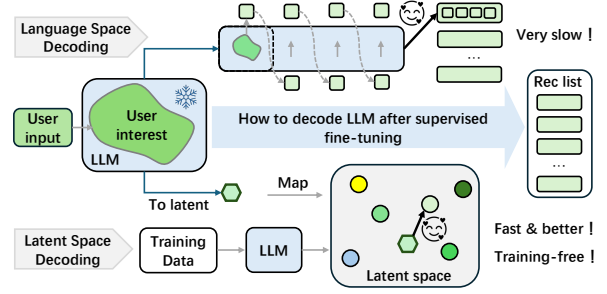 Language Space
Decoding
Very slow !
...
User
input
User
interest
LLM
How to decode LLM after supervised
fine-tuning
Rec list
...
To latent
Map
Latent Space
Decoding
Training
Data
LLM
Latent space
Fast & better !
Training-free !